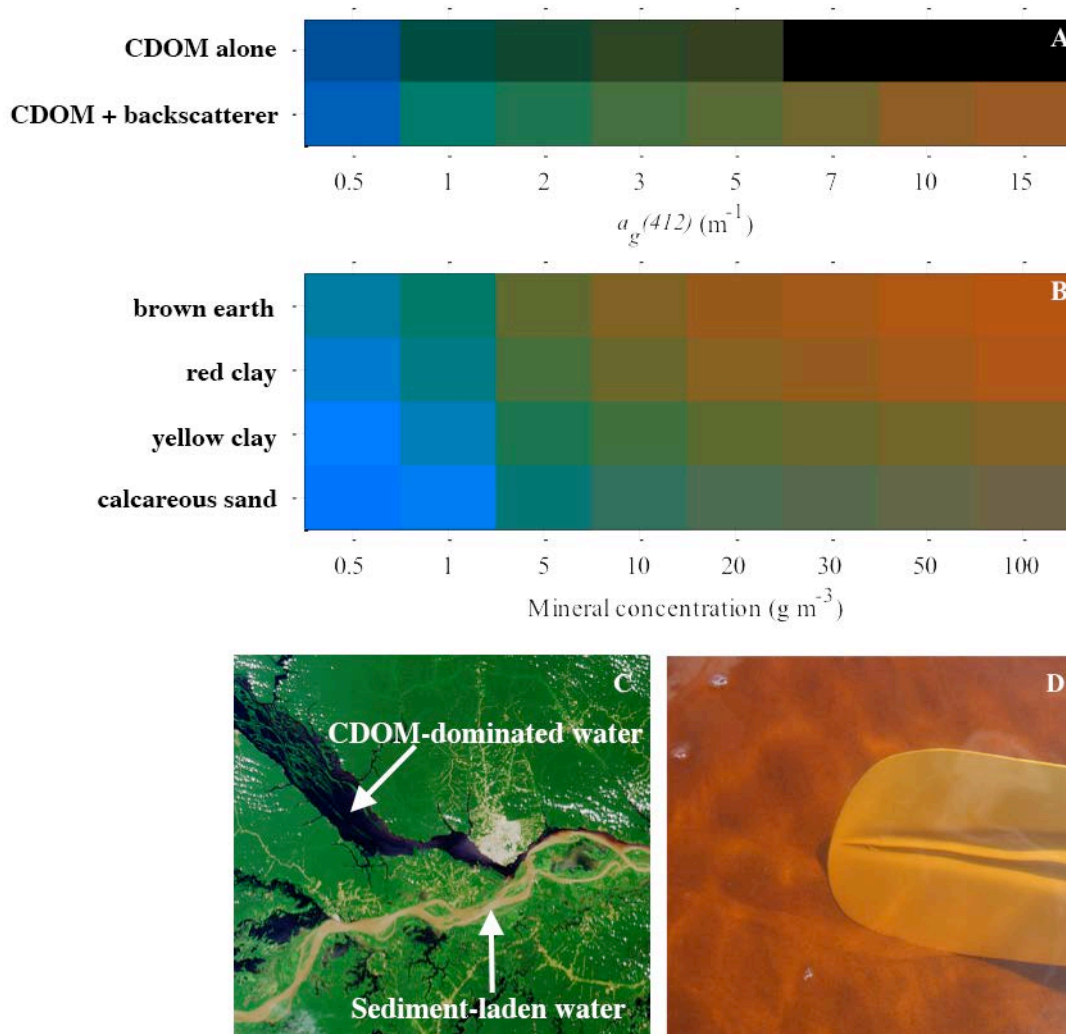 A
CDOM alone
CDOM + backscatterer
0.5 1 2 3 5 7 10 15
a_g(412) (m⁻¹)
B
brown earth
red clay
yellow clay
calcareous sand
0.5 1 5 10 20 30 50 100
Mineral concentration (g m⁻³)
C
D
CDOM-dominated water
Sediment-laden water